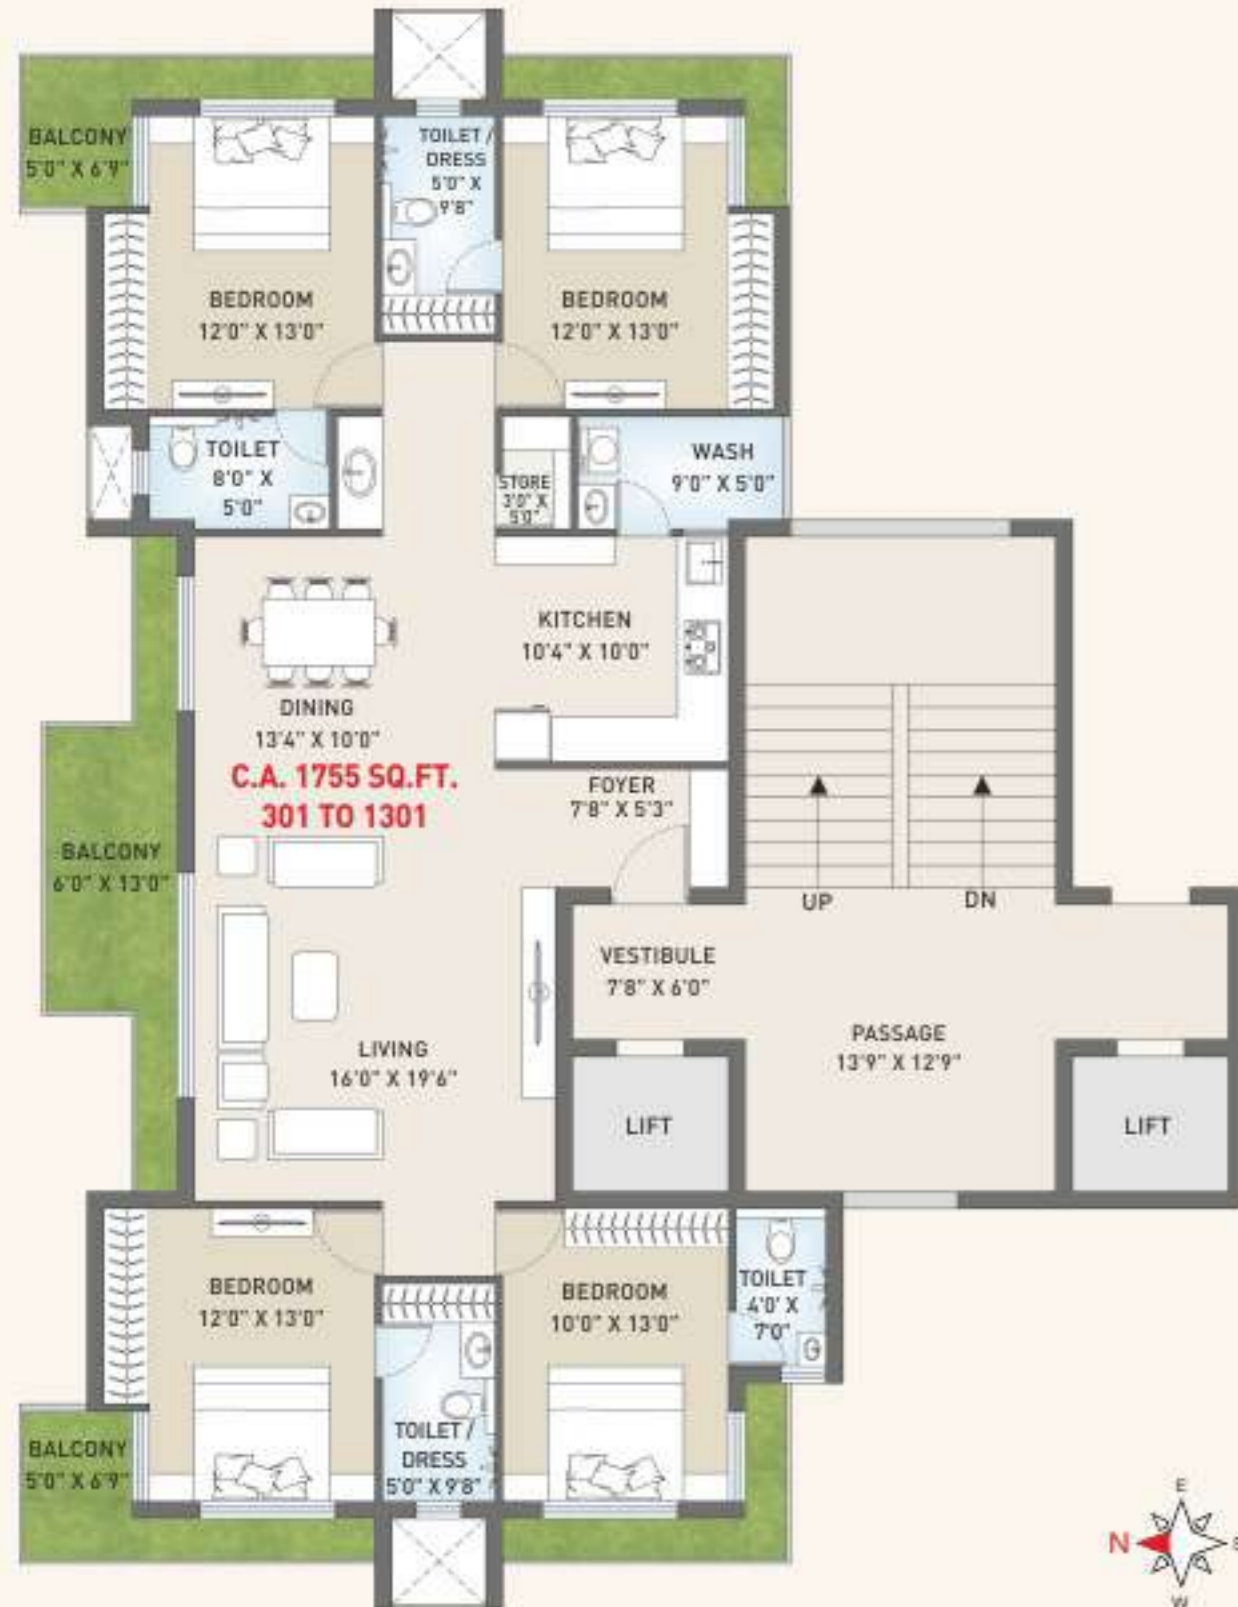 BALCONY
5'0" X 6'9"
TOILET /
DRESS
5'0" X
9'8"
BEDROOM
12'0" X 13'0"
BEDROOM
12'0" X 13'0"
TOILET
8'0" X
5'0"
STORE
3'0" X
5'0"
WASH
9'0" X 5'0"
KITCHEN
10'4" X 10'0"
DINING
13'4" X 10'0"
C.A. 1755 SQ.FT.
301 TO 1301
FOYER
7'8" X 5'3"
BALCONY
6'0" X 13'0"
UP
DN
VESTIBULE
7'8" X 6'0"
PASSAGE
13'9" X 12'9"
LIVING
16'0" X 19'6"
LIFT
LIFT
BEDROOM
12'0" X 13'0"
BEDROOM
10'0" X 13'0"
TOILET
4'0' X
7'0"
BALCONY
5'0" X 6'9"
TOILET /
DRESS
5'0" X 9'8"
E
N
S
W